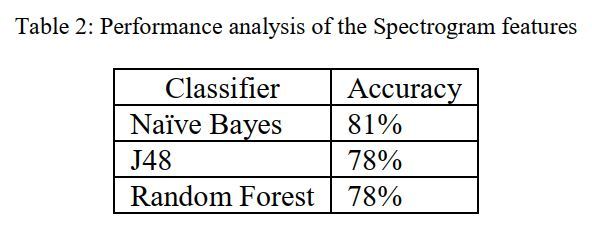 Table 2: Performance analysis of the Spectrogram features
Classifier Accuracy
Naïve Bayes 81%
J48 78%
Random Forest 78%